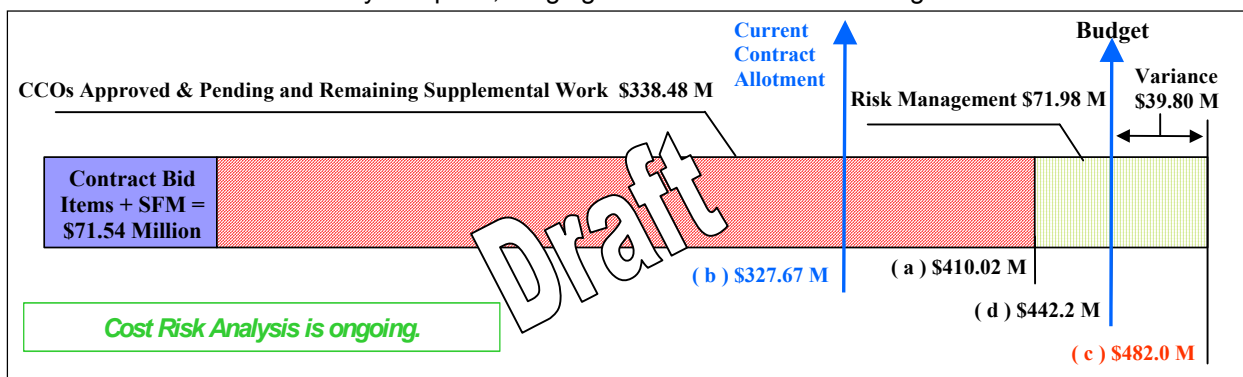 Current
Contract
Allotment
Budget
Variance
$39.80 M
CCOs Approved & Pending and Remaining Supplemental Work $338.48 M
Risk Management $71.98 M
Contract Bid
Items + SFM =
$71.54 Million
Draft
( b ) $327.67 M
( a ) $410.02 M
( d ) $442.2 M
( c ) $482.0 M
Cost Risk Analysis is ongoing.